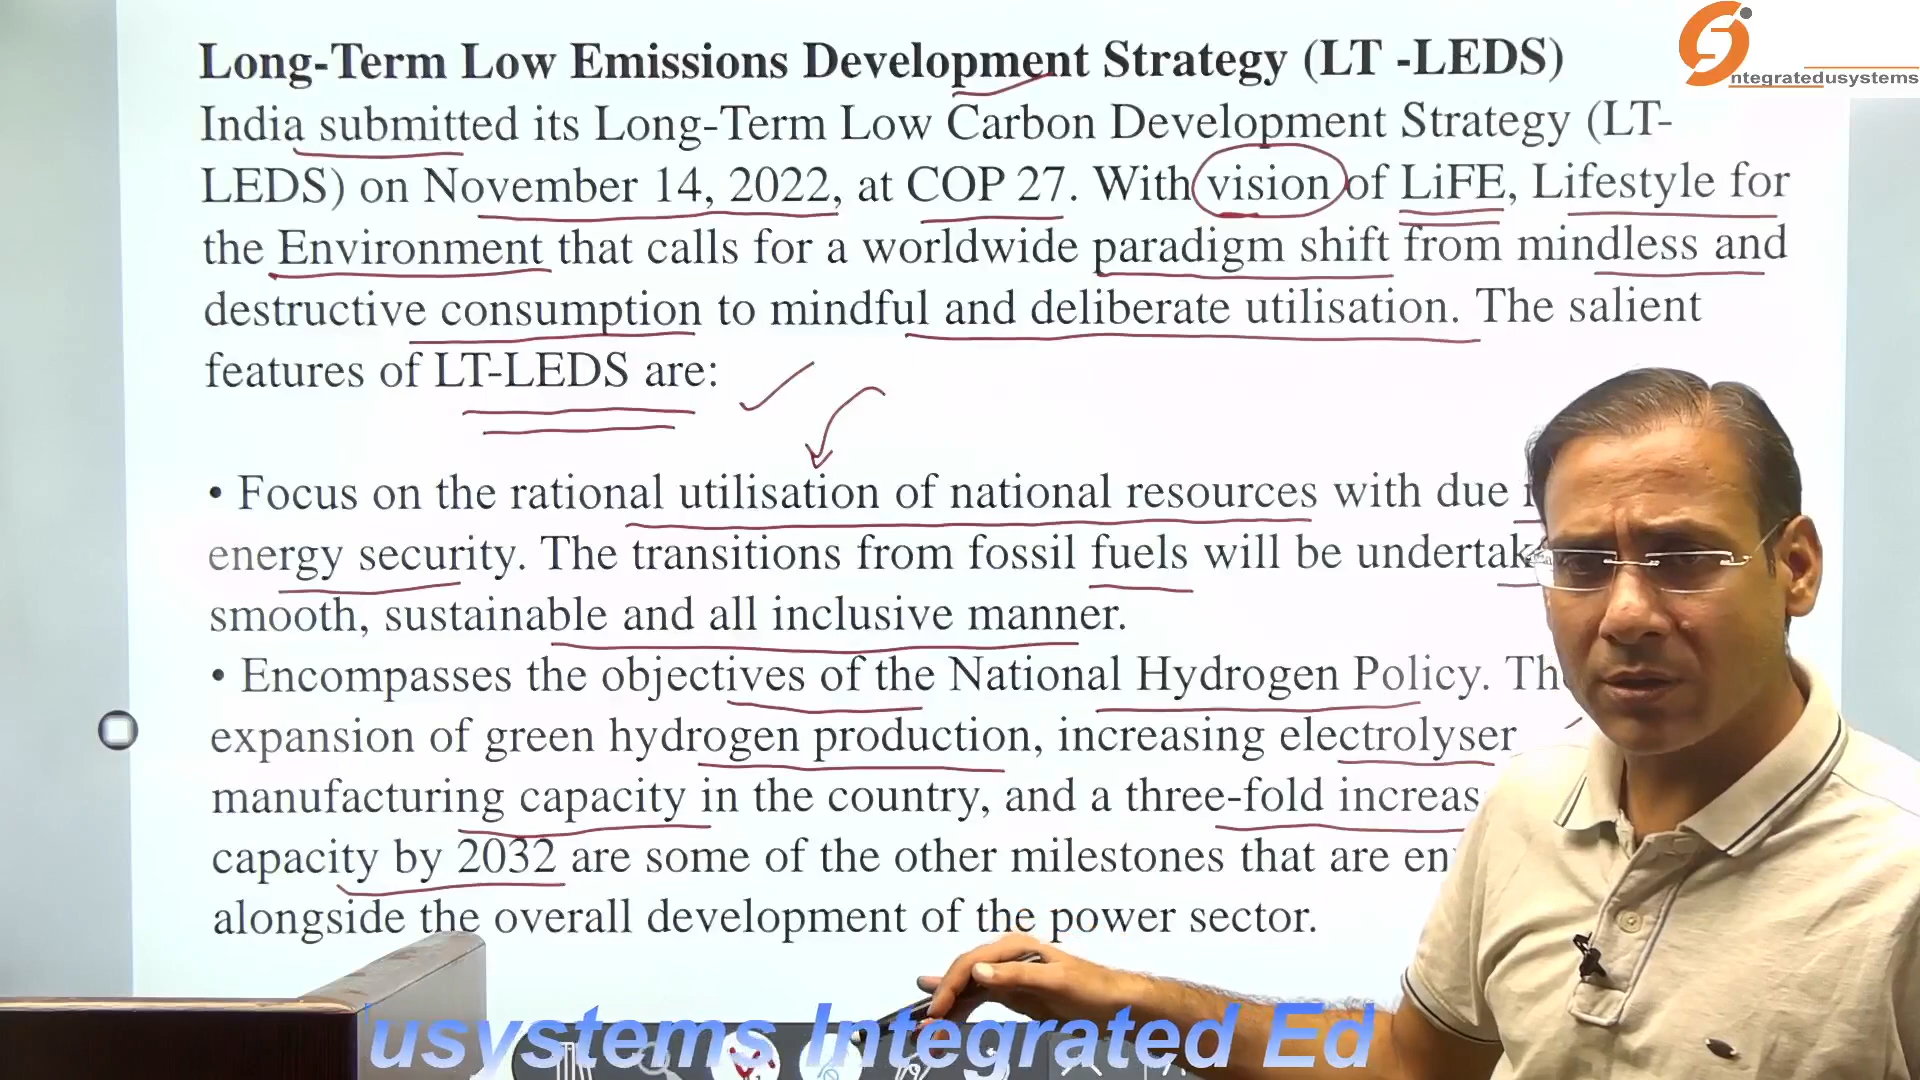 Long-Term Low Emissions Development Strategy (LT -LEDS)
ntegratedusystems
India submitted its Long-Term Low Carbon Development Strategy (LT-
LEDS) on November 14, 2022, at COP 27. With vision of LiFE, Lifestyle for
the Environment that calls for a worldwide paradigm shift from mindless and
destructive consumption to mindful and deliberate utilisation. The salient
features of LT-LEDS are:
• Focus on the rational utilisation of national resources with due
energy security. The transitions from fossil fuels will be
smooth, sustainable and all inclusive manner.
• Encompasses the objectives of the National Hydrogen Policy.
expansion of green hydrogen production, increasing electrolyser
manufacturing capacity in the country, and a three-fold
capacity by 2032 are some of the other milestones that are
alongside the overall development of the power sector.
usystems Integrated Ed